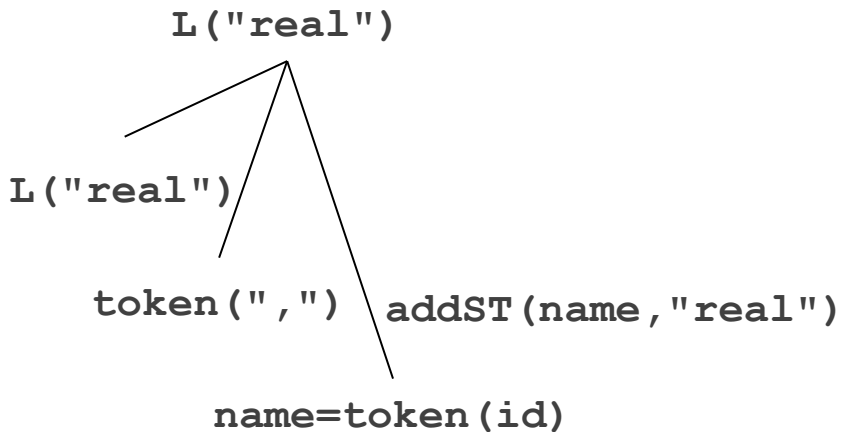 L("real")
L("real")
token(",")
addST(name,"real")
name=token(id)